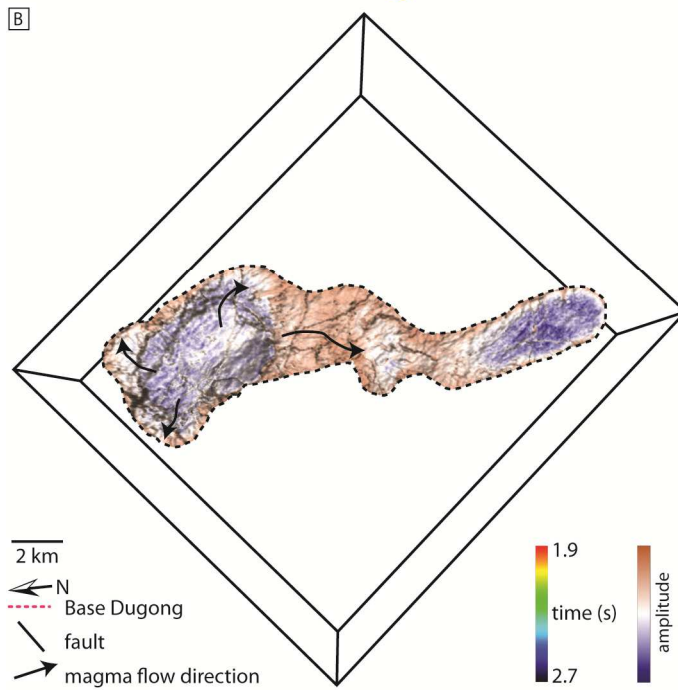 B
2 km
N
Base Dugong
fault
magma flow direction
1.9
time (s)
2.7
amplitude